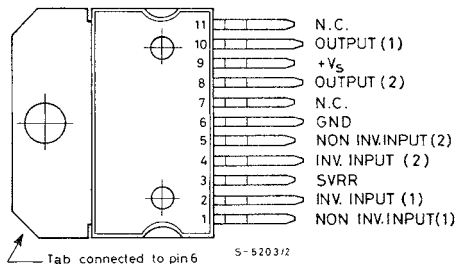 11 N.C.
10 OUTPUT (1)
9 +Vs
8 OUTPUT (2)
7 N.C.
6 GND
5 NON INV.INPUT(2)
4 INV. INPUT (2)
3 SVRR
2 INV. INPUT (1)
1 NON INV.INPUT(1)
Tab connected to pin 6
S-5203/2